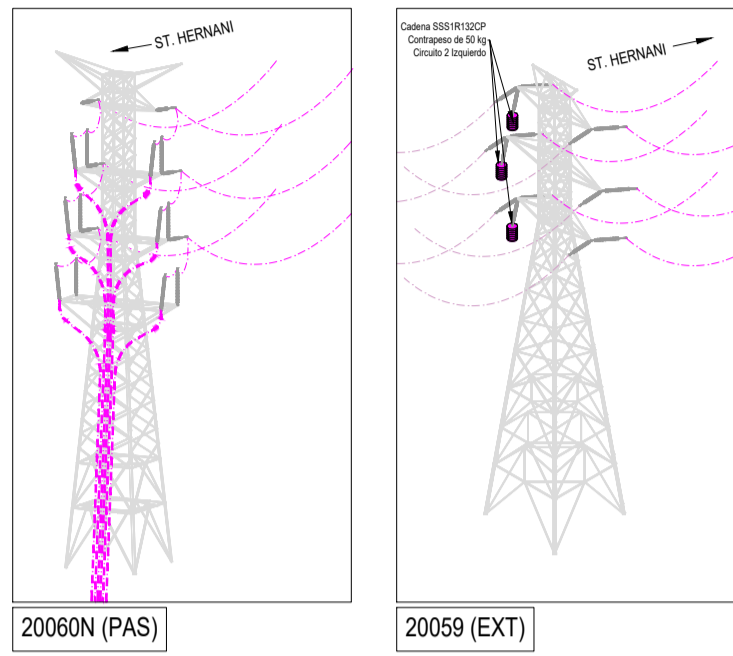 ST. HERNANI
20060N (PAS)
Cadena SSS1R132CP
Contrapeso de 50 kg
Circuito 2 Izquierdo
ST. HERNANI
20059 (EXT)